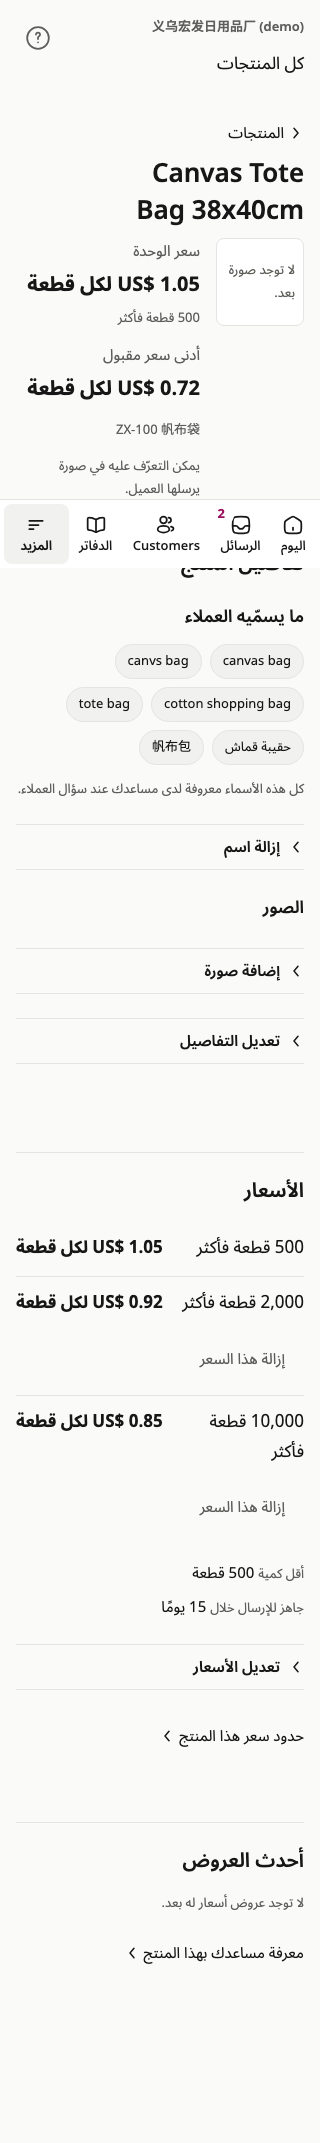 义乌宏发日用品厂 (demo)
كل المنتجات
المنتجات
Canvas Tote
Bag 38x40cm
لا توجد صورة
بعد.
سعر الوحدة
US$ 1.05 لكل قطعة
500 قطعة فأكثر
أدنى سعر مقبول
US$ 0.72 لكل قطعة
ZX-100 帆布袋
يمكن التعرّف عليه في صورة
يرسلها العميل.
اليوم
الرسائل
2
Customers
الدفاتر
المزيد
تفاصيل المنتج
ما يسمّيه العملاء
canvas bag
canvs bag
cotton shopping bag
tote bag
حقيبة قماش
帆布包
كل هذه الأسماء معروفة لدى مساعدك عند سؤال العملاء.
إزالة اسم
الصور
إضافة صورة
تعديل التفاصيل
الأسعار
500 قطعة فأكثر
US$ 1.05 لكل قطعة
2,000 قطعة فأكثر
US$ 0.92 لكل قطعة
إزالة هذا السعر
10,000 قطعة
فأكثر
US$ 0.85 لكل قطعة
إزالة هذا السعر
أقل كمية 500 قطعة
جاهز للإرسال خلال 15 يومًا
تعديل الأسعار
حدود سعر هذا المنتج
أحدث العروض
لا توجد عروض أسعار له بعد.
معرفة مساعدك بهذا المنتج